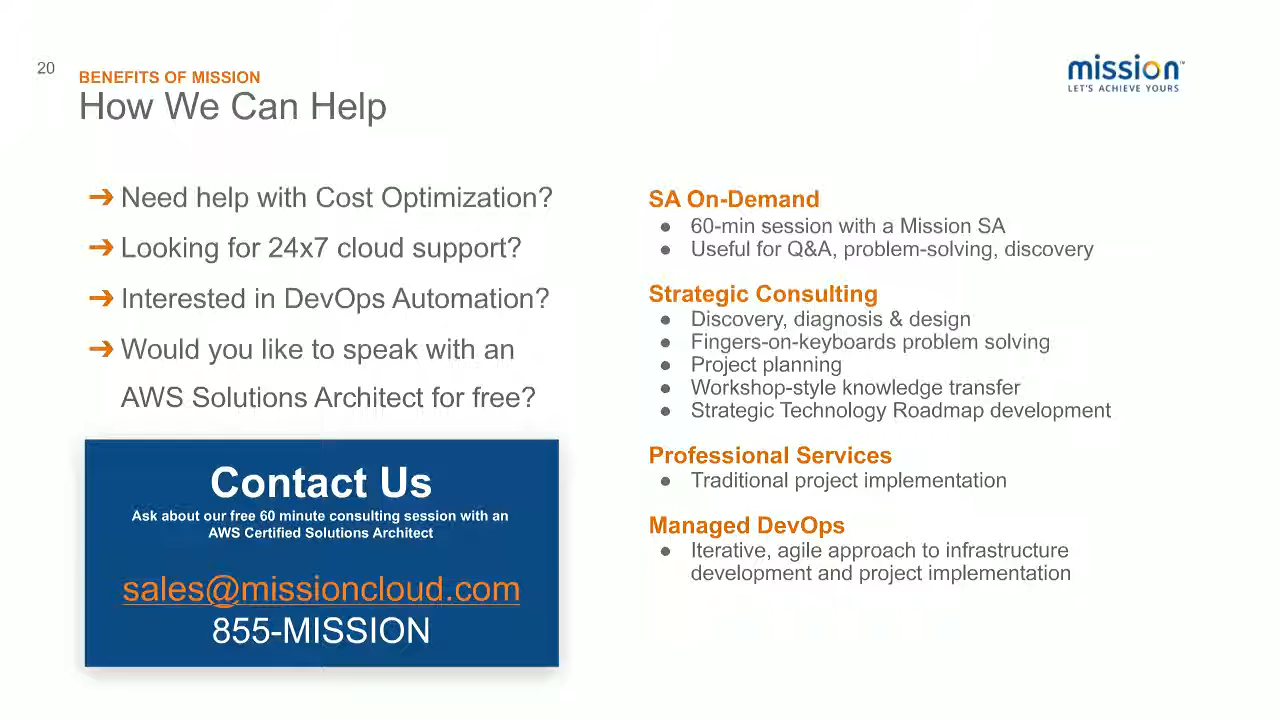 20
BENEFITS OF MISSION
How We Can Help
mission™
LET'S ACHIEVE YOURS
➔ Need help with Cost Optimization?
➔ Looking for 24x7 cloud support?
➔ Interested in DevOps Automation?
➔ Would you like to speak with an
AWS Solutions Architect for free?
Contact Us
Ask about our free 60 minute consulting session with an
AWS Certified Solutions Architect
sales@missioncloud.com
855-MISSION
SA On-Demand
● 60-min session with a Mission SA
● Useful for Q&A, problem-solving, discovery
Strategic Consulting
● Discovery, diagnosis & design
● Fingers-on-keyboards problem solving
● Project planning
● Workshop-style knowledge transfer
● Strategic Technology Roadmap development
Professional Services
● Traditional project implementation
Managed DevOps
● Iterative, agile approach to infrastructure
development and project implementation